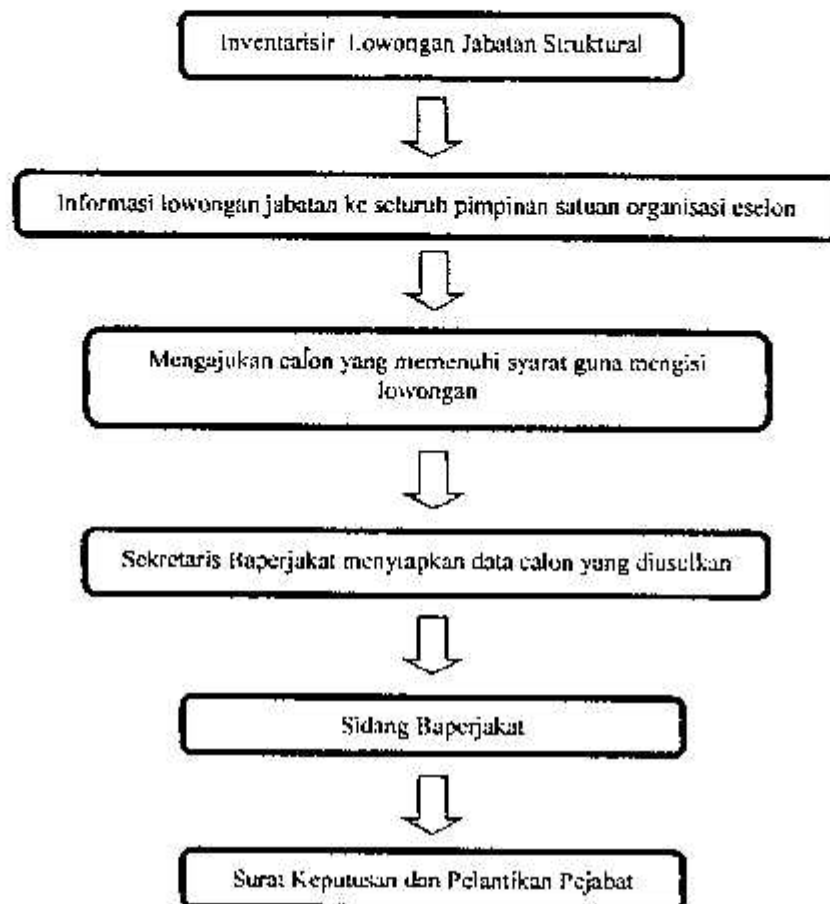 Inventarisir Lowongan Jabatan Struktural
Informasi lowongan jabatan ke seluruh pimpinan satuan organisasi eselon
Mengajukan calon yang memenuhi syarat guna mengisi
lowongan
Sekretaris Baperjakat menyiapkan data calon yang diusulkan
Sidang Baperjakat
Surat Keputusan dan Pelantikan Pejabat